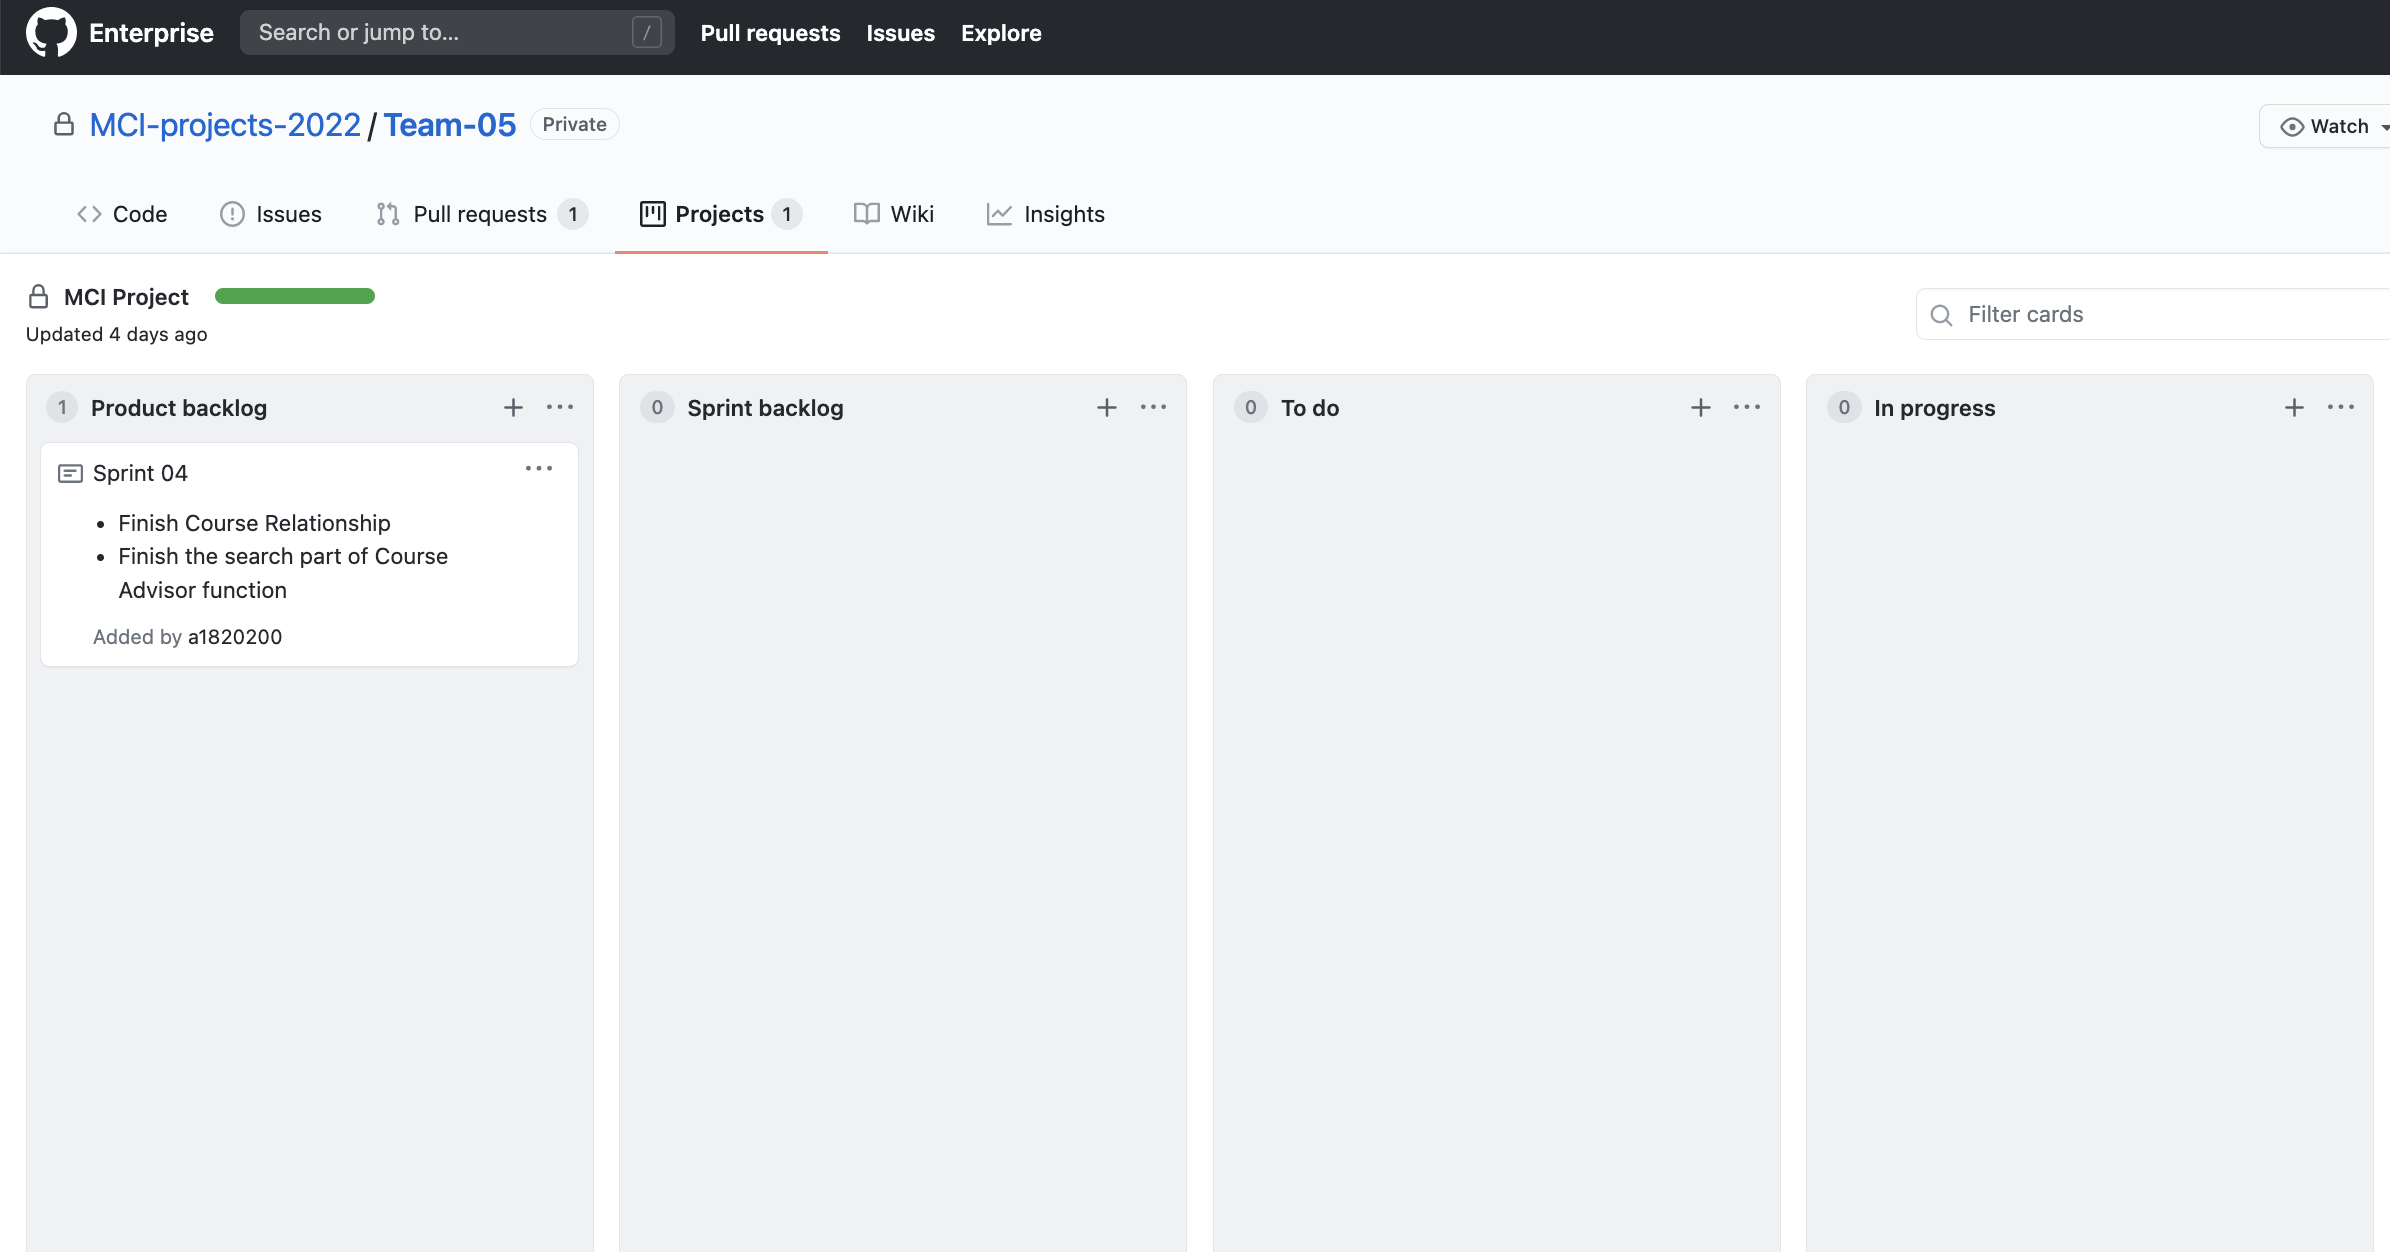 Enterprise
Search or jump to...
/
Pull requests
Issues
Explore
MCI-projects-2022 / Team-05
Private
Watch
Code
Issues
Pull requests 1
Projects 1
Wiki
Insights
MCI Project
Updated 4 days ago
Filter cards
1 Product backlog
Sprint 04
• Finish Course Relationship
• Finish the search part of Course
Advisor function
Added by a1820200
0 Sprint backlog
0 To do
0 In progress